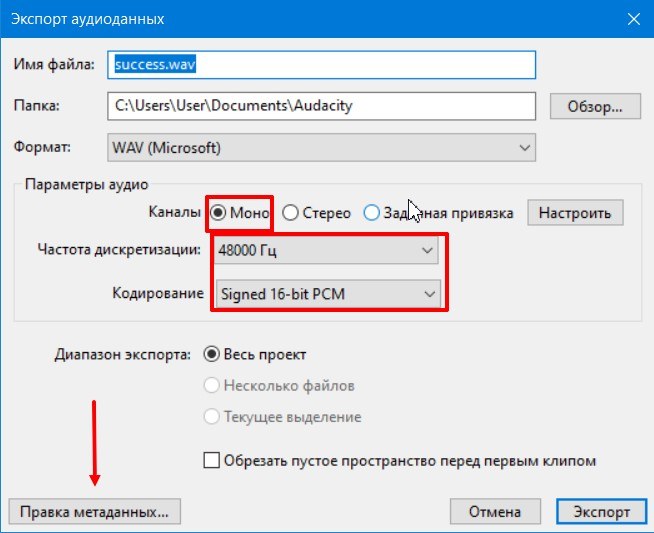 Экспорт аудиоданных
Имя файла: success.wav
Папка: C:\Users\User\Documents\Audacity Обзор...
Формат: WAV (Microsoft)
Параметры аудио
Каналы Моно Стерео привязка Настроить
Частота дискретизации: 48000 Гц
Кодирование Signed 16-bit PCM
Диапазон экспорта: Весь проект
Несколько файлов
Текущее выделение
Обрезать пустое пространство перед первым клипом
Правка метаданных... Отмена Экспорт